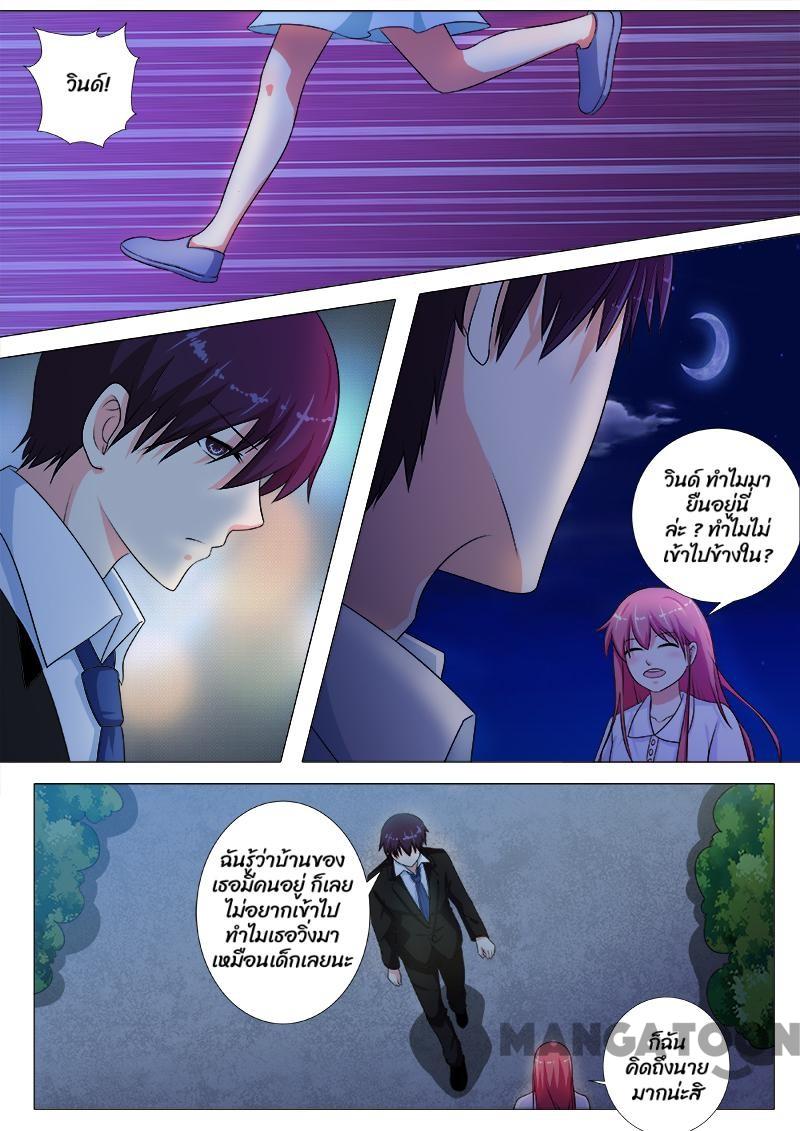 วินด์!
วินด์ ทำไมมา
ยืนอยู่นี่
ล่ะ ? ทำไมไม่
เข้าไปข้างใน?
ฉันรู้ว่าบ้านของ
เธอมีคนอยู่ ก็เลย
ไม่อยากเข้าไป
ทำไมเธอวิ่งมา
เหมือนเด็กเลยนะ
MANGATOON
ก็ฉัน
คิดถึงนาย
มากน่ะสิ